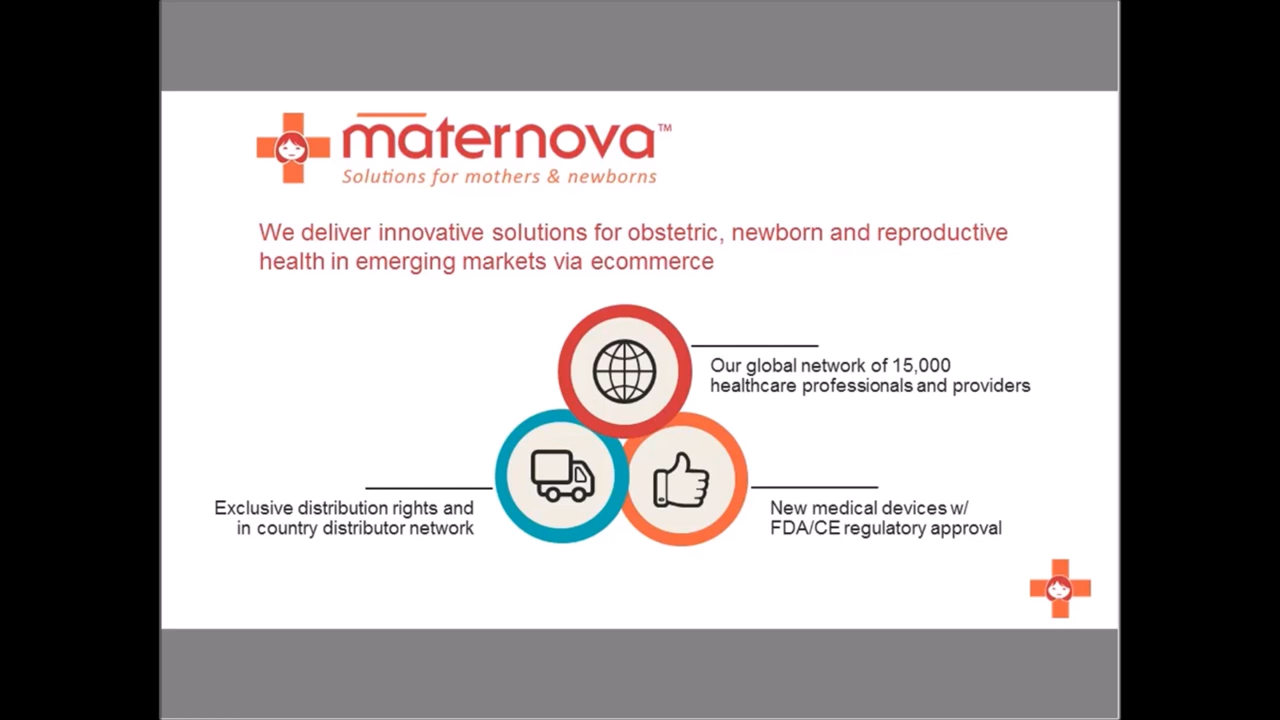 maternova™
Solutions for mothers & newborns
We deliver innovative solutions for obstetric, newborn and reproductive
health in emerging markets via ecommerce
Our global network of 15,000
healthcare professionals and providers
Exclusive distribution rights and
in country distributor network
New medical devices w/
FDA/CE regulatory approval